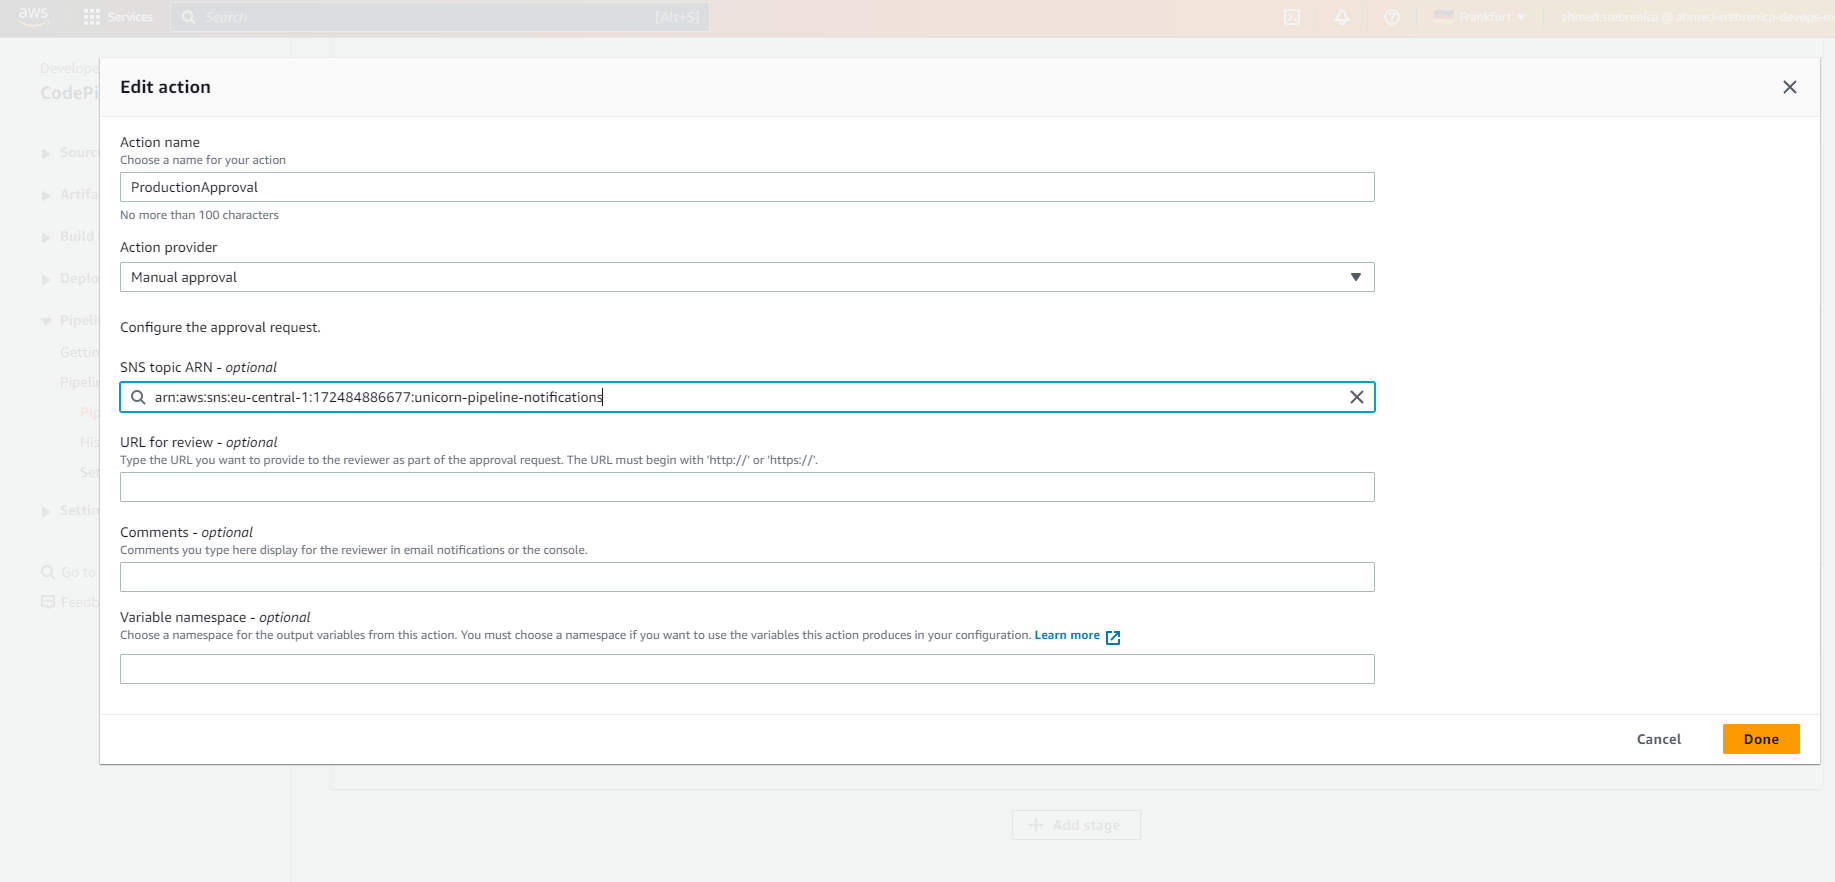 aws
Services
Search
[Alt+S]
Frankfurt
ahmed.srebrenica @ ahmed-srebrenica-devops-m
Develope
CodePi
Sourc
Artifa
Build
Deplo
Pipelin
Gettin
Pipelin
Pip
His
Set
Settin
Go to
Feedb
Edit action
Action name
Choose a name for your action
ProductionApproval
No more than 100 characters
Action provider
Manual approval
Configure the approval request.
SNS topic ARN - optional
arn:aws:sns:eu-central-1:172484886677:unicorn-pipeline-notifications
URL for review - optional
Type the URL you want to provide to the reviewer as part of the approval request. The URL must begin with 'http://' or 'https://'.
Comments - optional
Comments you type here display for the reviewer in email notifications or the console.
Variable namespace - optional
Choose a namespace for the output variables from this action. You must choose a namespace if you want to use the variables this action produces in your configuration. Learn more
Cancel
Done
Add stage